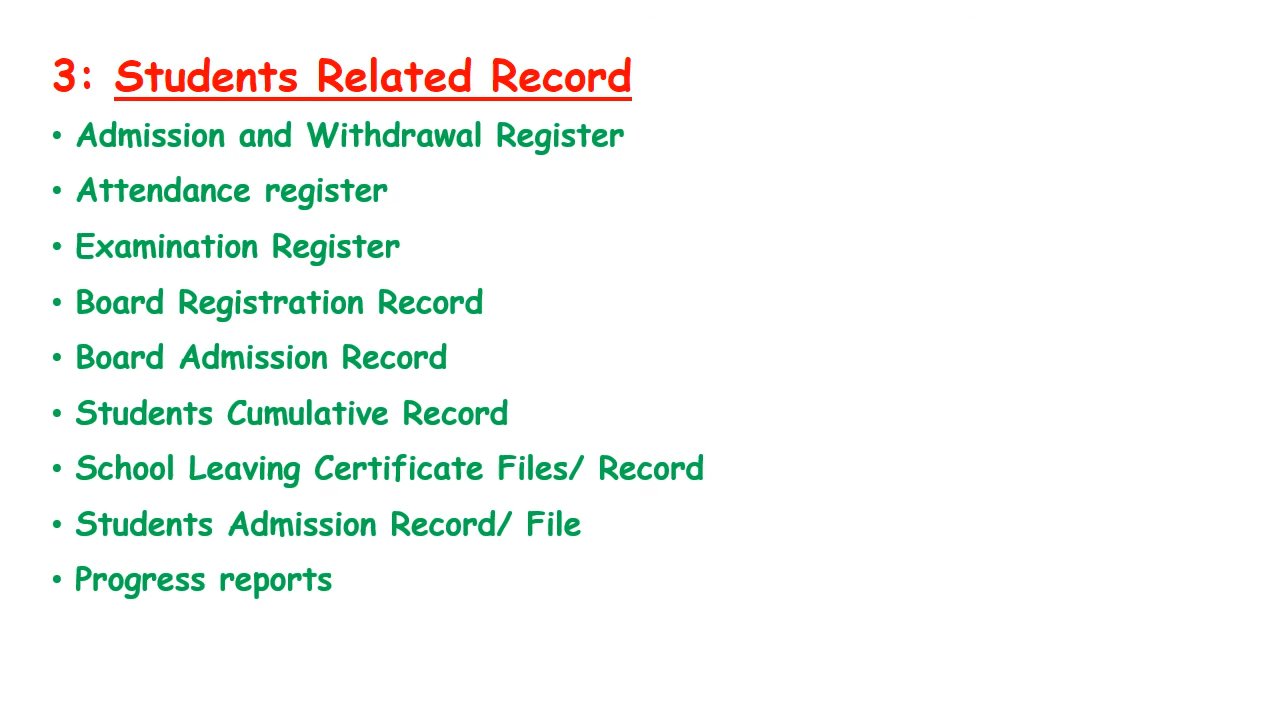 3: Students Related Record
• Admission and Withdrawal Register
• Attendance register
• Examination Register
• Board Registration Record
• Board Admission Record
• Students Cumulative Record
• School Leaving Certificate Files/ Record
• Students Admission Record/ File
• Progress reports